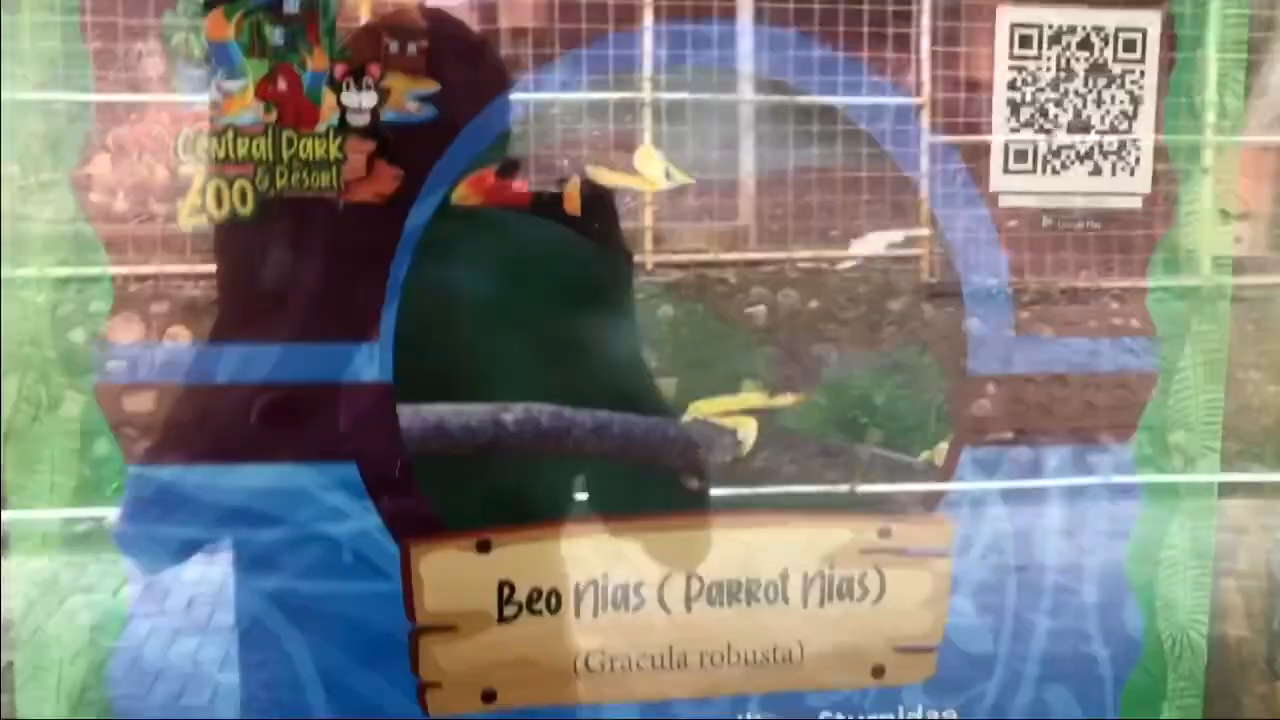 Central Park
Zoo & Resort
Beo Nias ( Parrot Nias)
(Gracula robusta)